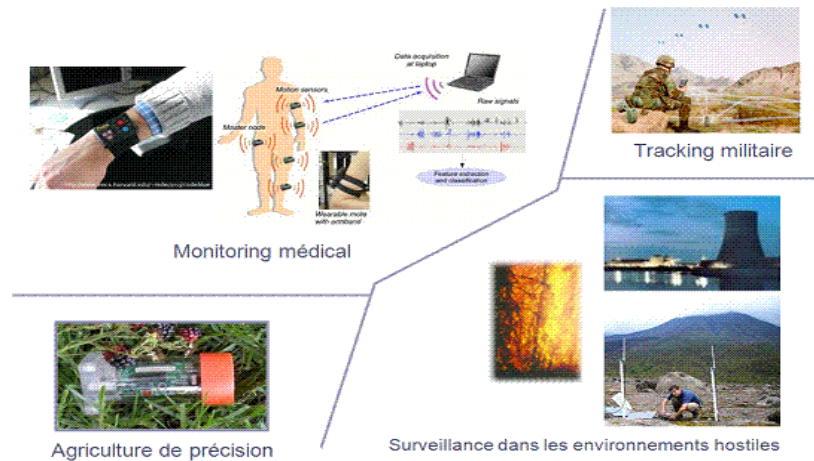 Data acquisition
at laptop
Motion sensors
Raw signals
Master node
Feature extraction
and classification
Wearable mote
with armband
Monitoring médical
Tracking militaire
Agriculture de précision
Surveillance dans les environnements hostiles